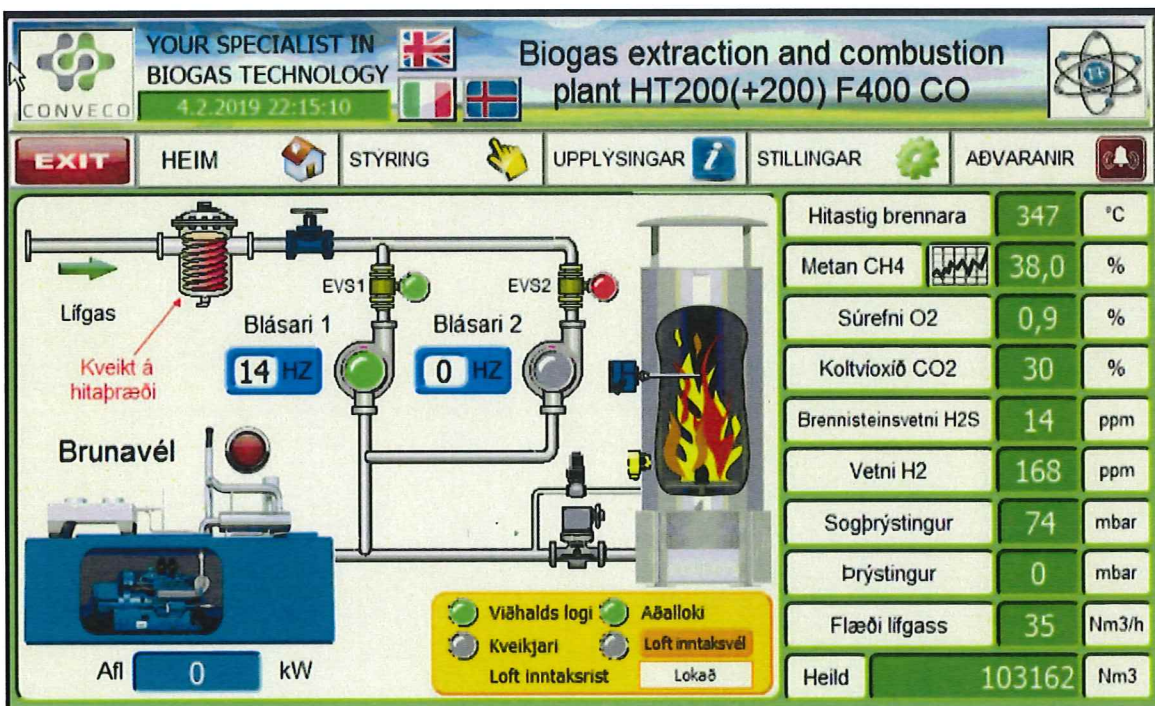 CONVECO
YOUR SPECIALIST IN
BIOGAS TECHNOLOGY
4.2.2019 22:15:10
Biogas extraction and combustion
plant HT200(+200) F400 CO
EXIT
HEIM
STÝRING
UPPLÝSINGAR
STILLINGAR
AÐVARANIR
Lífgas
Kveikt á
hitaþræði
EVS1
EVS2
Blásari 1
14 HZ
Blásari 2
0 HZ
Brunavél
Afl 0 kW
Viðhalds logi
Aðalloki
Kveikjari
Loft inntaksvél
Loft inntaksrist
Lokað
Hitastig brennara 347 °C
Metan CH4 38,0 %
Súrefni O2 0,9 %
Koltvíoxíð CO2 30 %
Brennisteinsvetni H2S 14 ppm
Vetni H2 168 ppm
Sogþrýstingur 74 mbar
Þrýstingur 0 mbar
Flæði lífgass 35 Nm3/h
Heild 103162 Nm3